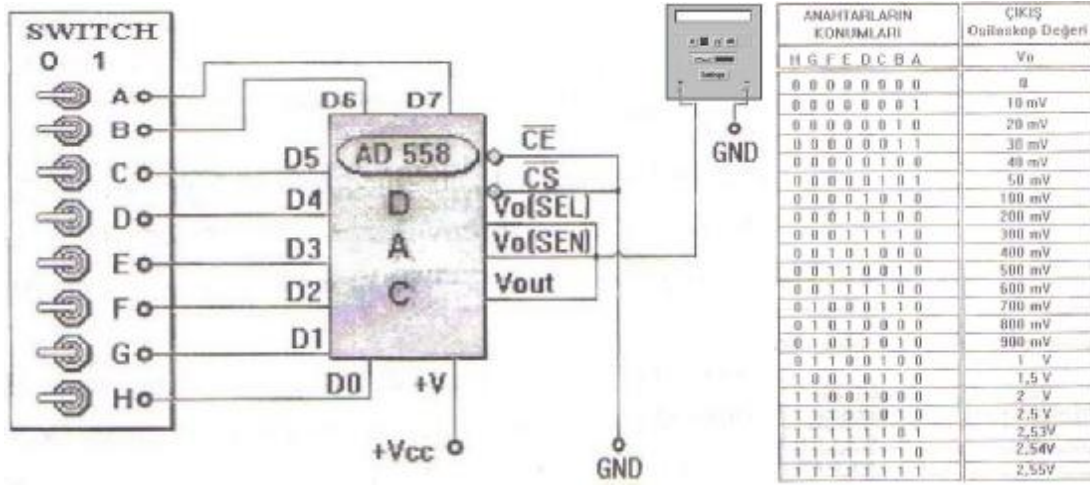 SWITCH
0 1
A
B
C
D
E
F
G
H
D6 D7
D5
D4
D3
D2
D1
D0
AD 558
D
A
C
+V
+Vcc
CE
CS
Vo(SEL)
Vo(SEN)
Vout
GND
GND
ANAHTARLARIN KONUMLARI
ÇIKIŞ
Osiloskop Değeri
H G F E D C B A Vo
0 0 0 0 0 0 0 0 0
0 0 0 0 0 0 0 1 10 mV
0 0 0 0 0 0 1 0 20 mV
0 0 0 0 0 0 1 1 30 mV
0 0 0 0 0 1 0 0 40 mV
0 0 0 0 0 1 0 1 50 mV
0 0 0 0 1 0 1 0 100 mV
0 0 0 1 0 1 0 0 200 mV
0 0 0 1 1 1 1 0 300 mV
0 0 1 0 1 0 0 0 400 mV
0 0 1 1 0 0 1 0 500 mV
0 0 1 1 1 1 0 0 600 mV
0 1 0 0 0 1 1 0 700 mV
0 1 0 1 0 0 0 0 800 mV
0 1 0 1 1 0 1 0 900 mV
0 1 1 0 0 1 0 0 1 V
1 0 0 1 0 1 1 0 1,5 V
1 1 0 0 1 0 0 0 2 V
1 1 1 1 1 0 1 0 2,5 V
1 1 1 1 1 1 0 1 2,53V
1 1 1 1 1 1 1 0 2,54V
1 1 1 1 1 1 1 1 2,55V